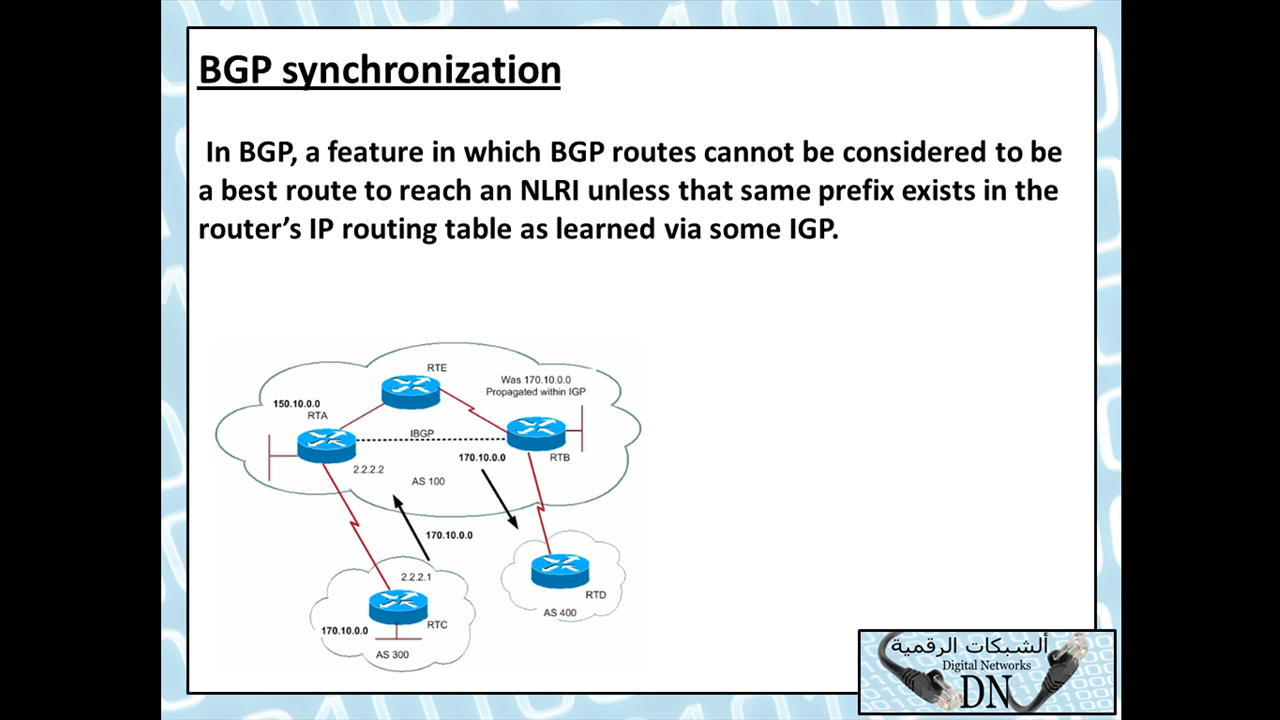 BGP synchronization
In BGP, a feature in which BGP routes cannot be considered to be
a best route to reach an NLRI unless that same prefix exists in the
router’s IP routing table as learned via some IGP.
RTE
Was 170.10.0.0
Propagated within IGP
150.10.0.0
RTA
IBGP
170.10.0.0
RTB
2.2.2.2
AS 100
170.10.0.0
2.2.2.1
RTD
AS 400
170.10.0.0
RTC
AS 300
ألشبكات الرقمية
Digital Networks
DN